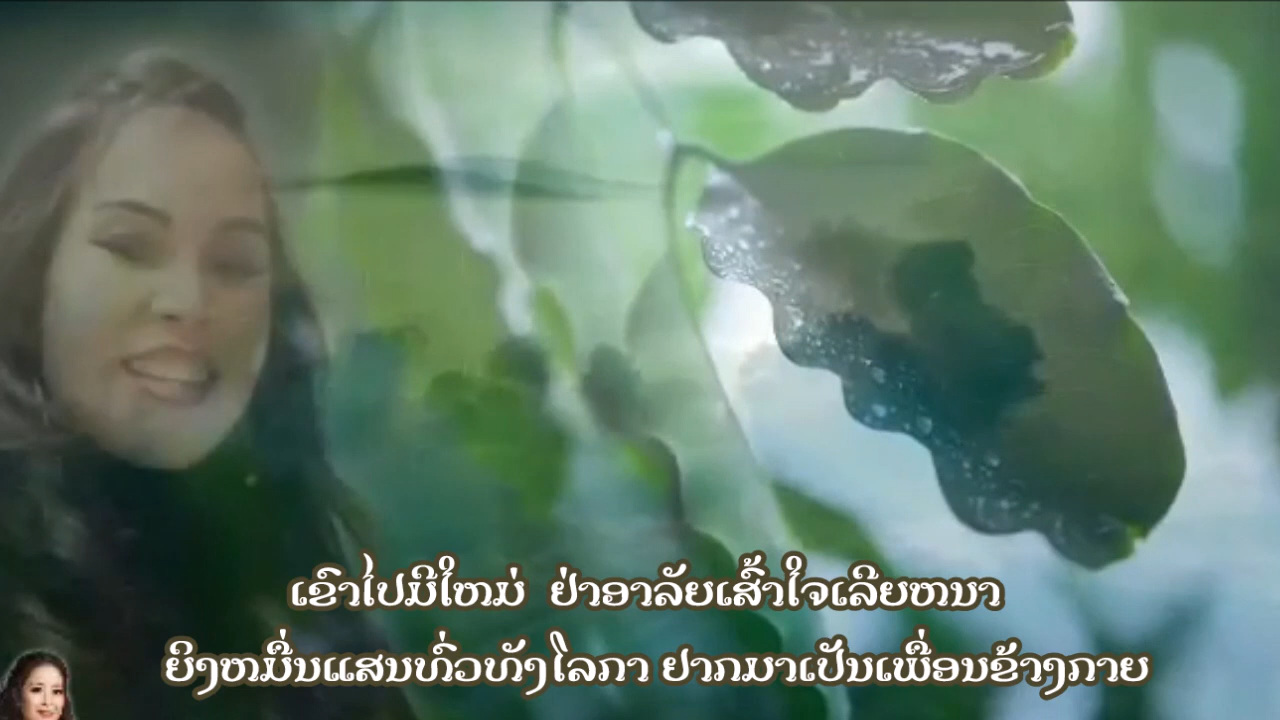 ເຂົາໄປມີໃຫມ່ ຢ່າອາລັຍເສົ້າໃຈເລີຍຫນາ
ຍິງຫມື່ນແສນທົ່ວທັງໂລກາ ຢາກມາເປັນເພື່ອນຂ້າງກາຍ